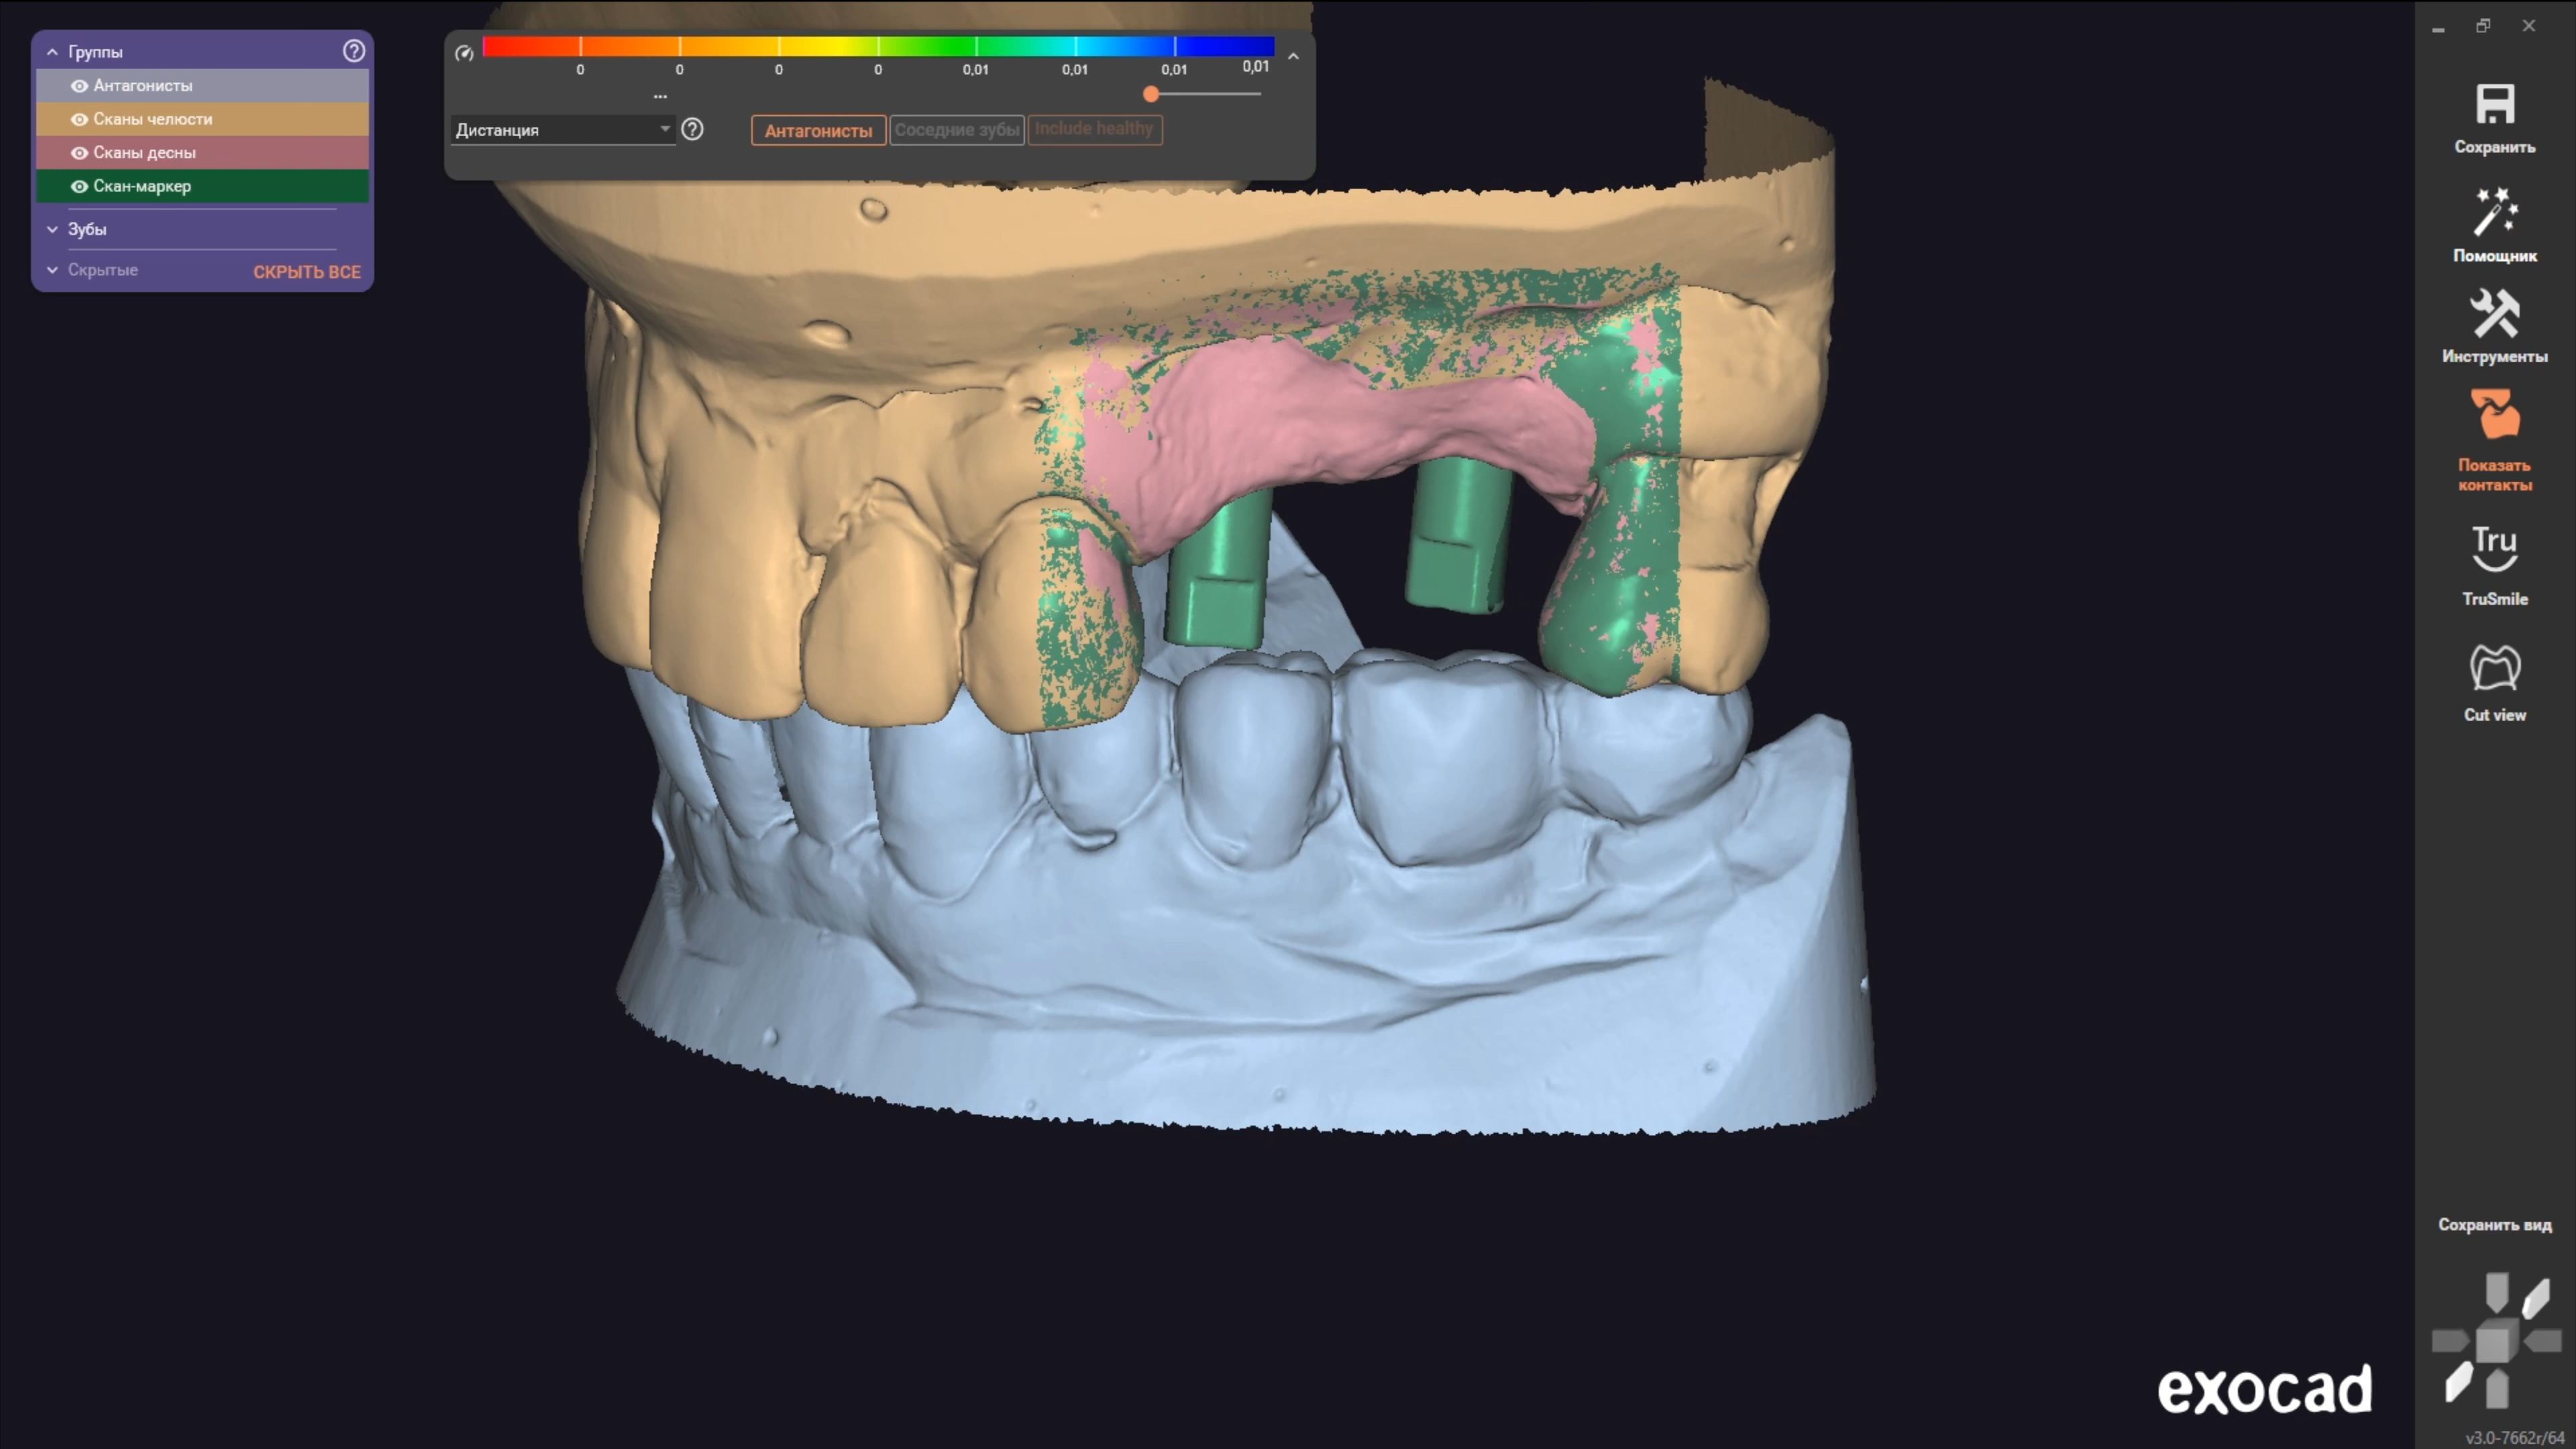 Группы
Антагонисты
Сканы челюсти
Сканы десны
Скан-маркер
Зубы
Скрытые СКРЫТЬ ВСЕ
0 0 0 0 0,01 0,01 0,01 0,01
...
Дистанция
Антагонисты Соседние зубы Include healthy
Сохранить
Помощник
Инструменты
Показать
контакты
Tru
TruSmile
Cut view
Сохранить вид
exocad
v3.0-7662r/64